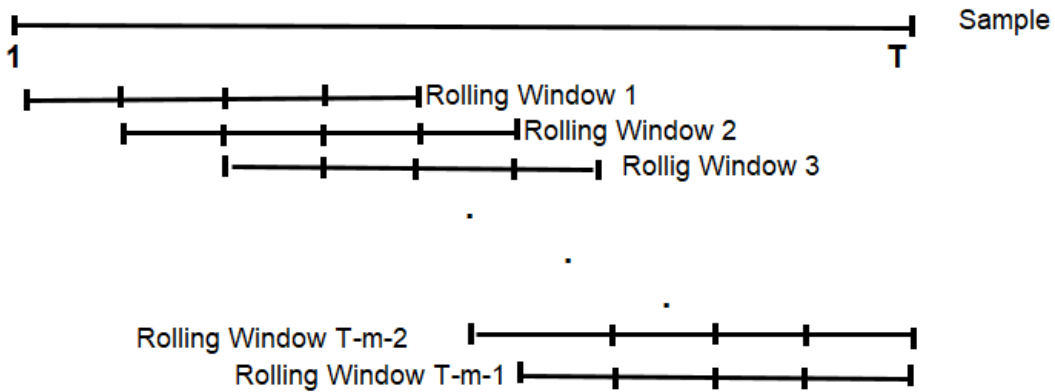 Sample
1 T
Rolling Window 1
Rolling Window 2
Rollig Window 3
Rolling Window T-m-2
Rolling Window T-m-1